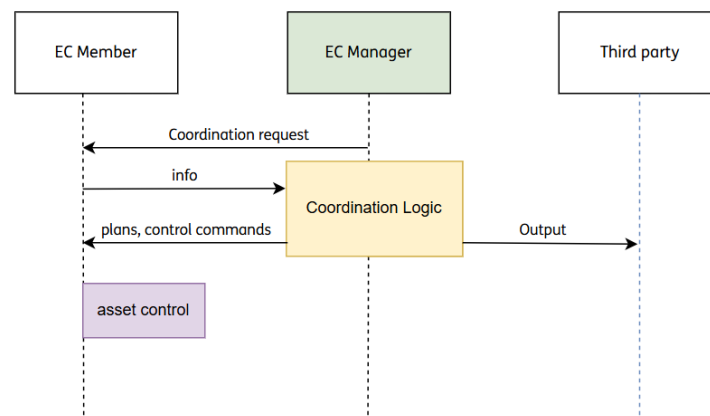 EC Member
EC Manager
Third party
Coordination request
info
Coordination Logic
plans, control commands
Output
asset control